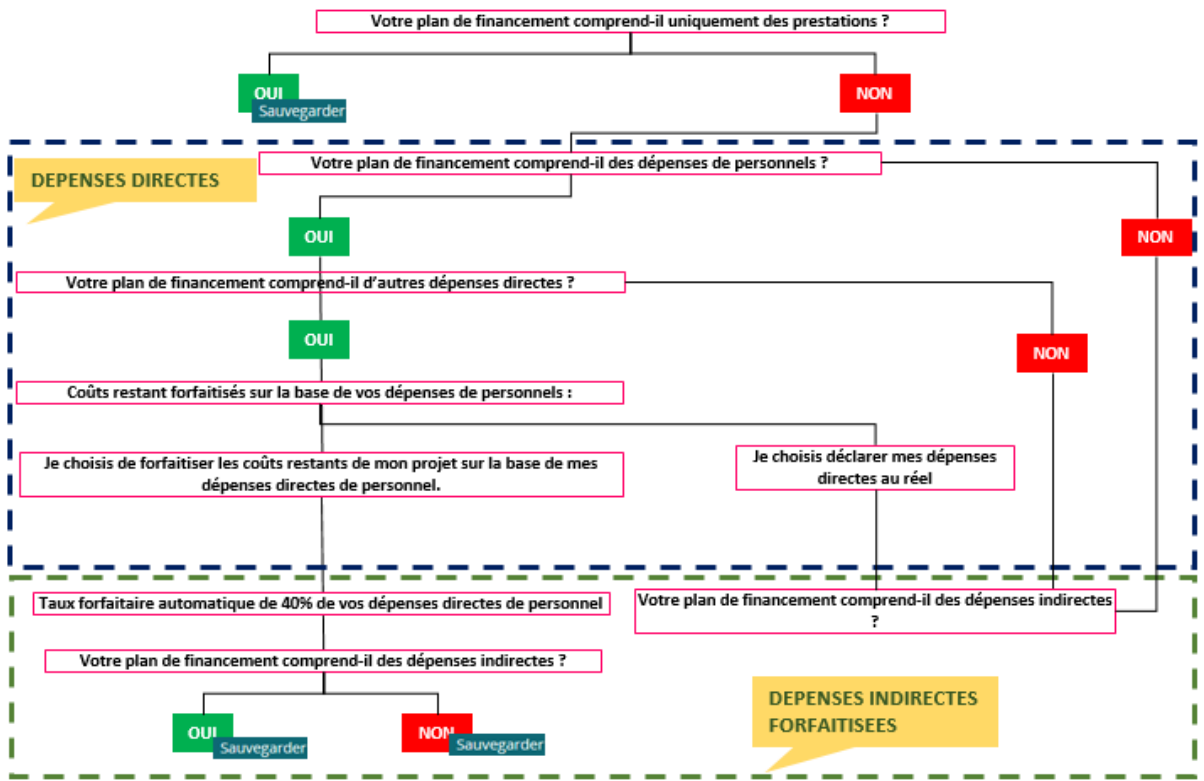 Votre plan de financement comprend-il uniquement des prestations ?
OUI
Sauvegarder
NON
DEPENSES DIRECTES
Votre plan de financement comprend-il des dépenses de personnels ?
OUI
NON
Votre plan de financement comprend-il d'autres dépenses directes ?
OUI
NON
Coûts restant forfaitisés sur la base de vos dépenses de personnels :
Je choisis de forfaitiser les coûts restants de mon projet sur la base de mes
dépenses directes de personnel.
Je choisis déclarer mes dépenses
directes au réel
Taux forfaitaire automatique de 40% de vos dépenses directes de personnel
Votre plan de financement comprend-il des dépenses indirectes
?
Votre plan de financement comprend-il des dépenses indirectes ?
OUI
Sauvegarder
NON
Sauvegarder
DEPENSES INDIRECTES
FORFAITISEES